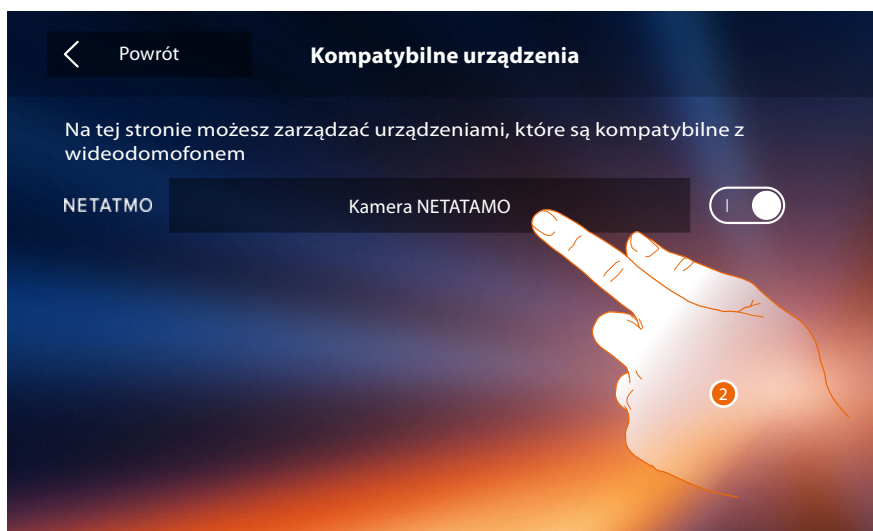 Powrót
Kompatybilne urządzenia
Na tej stronie możesz zarządzać urządzeniami, które są kompatybilne z
wideodomofonem
NETATMO
Kamera NETATAMO
2